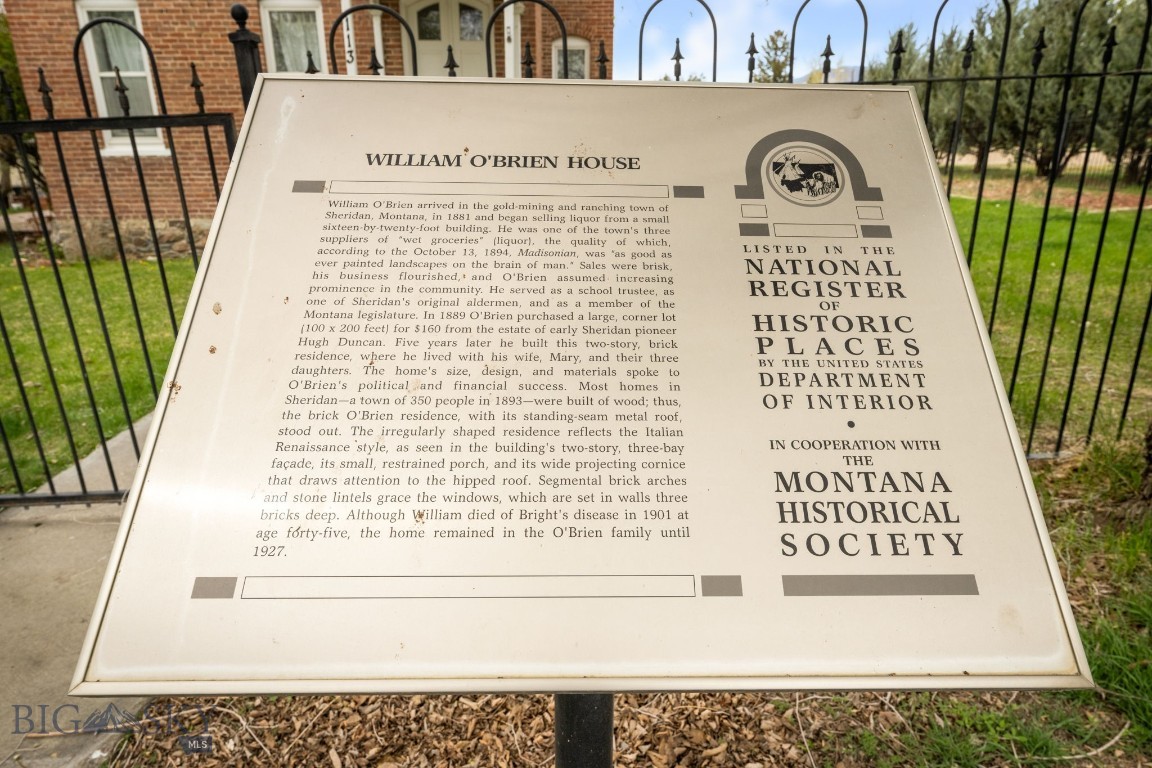 113
WILLIAM O'BRIEN HOUSE
William O'Brien arrived in the gold-mining and ranching town of
Sheridan, Montana, in 1881 and began selling liquor from a small
sixteen-by-twenty-foot building. He was one of the town's three
suppliers of "wet groceries" (liquor), the quality of which,
according to the October 13, 1894, Madisonian, was "as good as
ever painted landscapes on the brain of man." Sales were brisk,
his business flourished, and O'Brien assumed increasing
prominence in the community. He served as a school trustee, as
one of Sheridan's original aldermen, and as a member of the
Montana legislature. In 1889 O'Brien purchased a large, corner lot
(100 x 200 feet) for $160 from the estate of early Sheridan pioneer
Hugh Duncan. Five years later he built this two-story, brick
residence, where he lived with his wife, Mary, and their three
daughters. The home's size, design, and materials spoke to
O'Brien's political and financial success. Most homes in
Sheridan—a town of 350 people in 1893—were built of wood; thus,
the brick O'Brien residence, with its standing-seam metal roof,
stood out. The irregularly shaped residence reflects the Italian
Renaissance style, as seen in the building's two-story, three-bay
façade, its small, restrained porch, and its wide projecting cornice
that draws attention to the hipped roof. Segmental brick arches
and stone lintels grace the windows, which are set in walls three
bricks deep. Although William died of Bright's disease in 1901 at
age forty-five, the home remained in the O'Brien family until
1927.
LISTED IN THE
NATIONAL
REGISTER
OF
HISTORIC
PLACES
BY THE UNITED STATES
DEPARTMENT
OF INTERIOR
•
IN COOPERATION WITH
THE
MONTANA
HISTORICAL
SOCIETY
BIG SKY
MLS